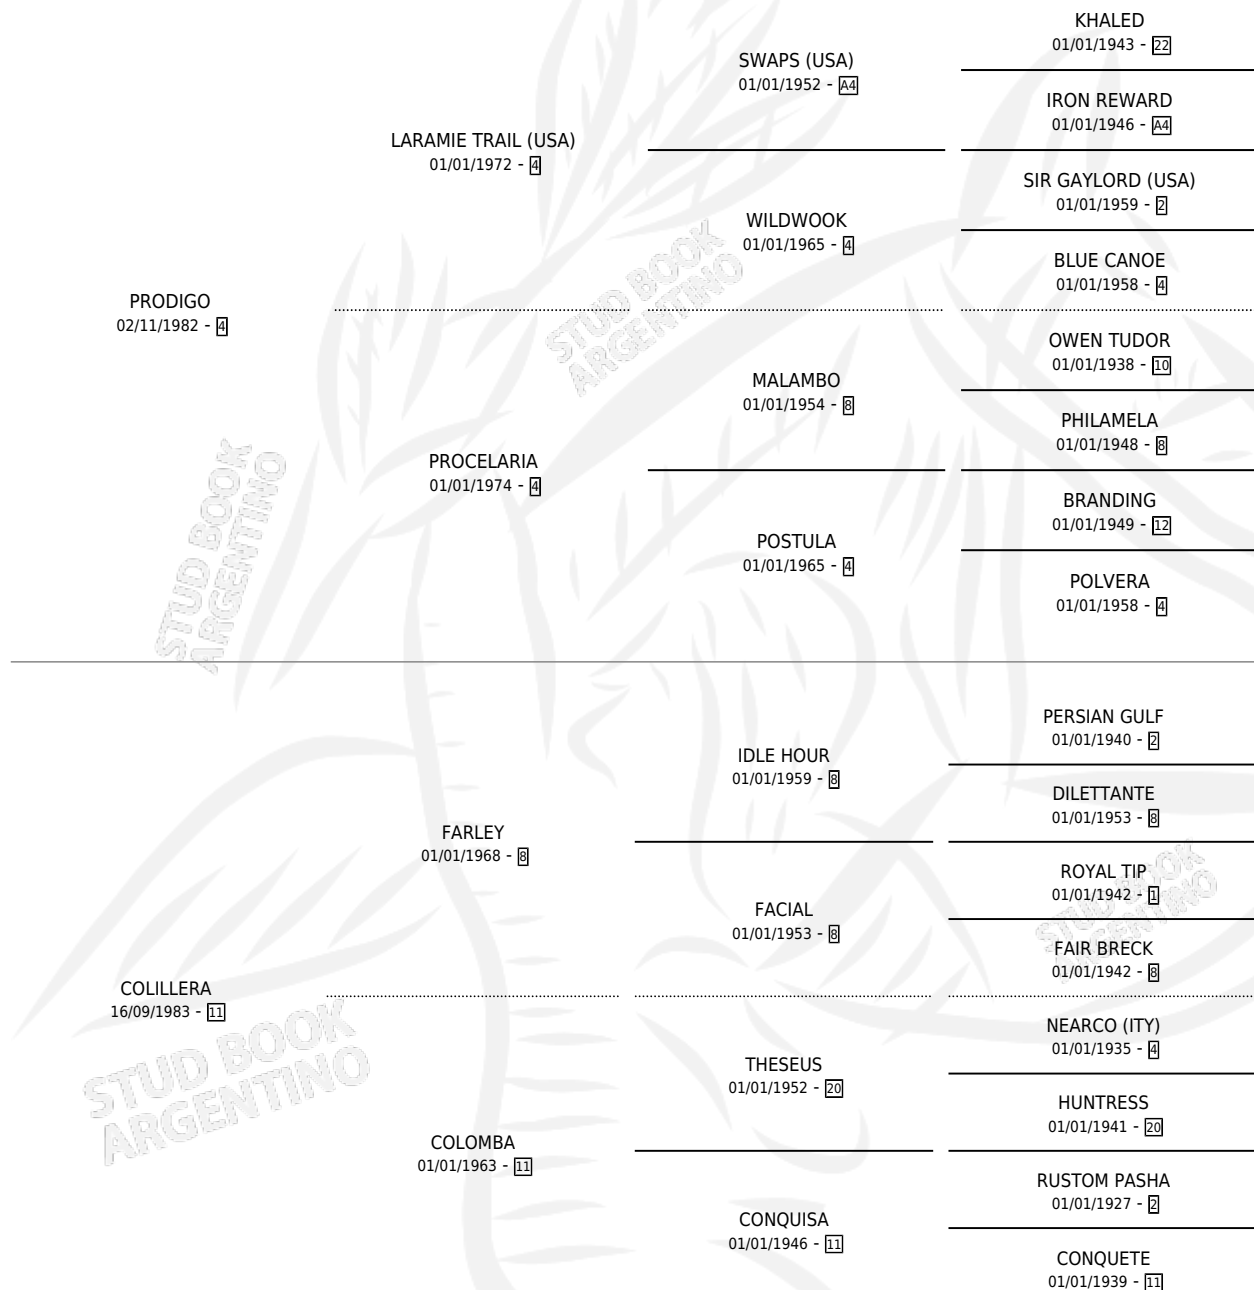 KHALED
01/01/1943 - 22
SWAPS (USA)
01/01/1952 - A4
IRON REWARD
01/01/1946 - A4
LARAMIE TRAIL (USA)
01/01/1972 - 4
SIR GAYLORD (USA)
01/01/1959 - 2
WILDWOOK
01/01/1965 - 4
BLUE CANOE
01/01/1958 - 4
PRODIGO
02/11/1982 - 4
OWEN TUDOR
01/01/1938 - 10
MALAMBO
01/01/1954 - 8
PHILAMELA
01/01/1948 - 8
PROCELARIA
01/01/1974 - 4
BRANDING
01/01/1949 - 12
POSTULA
01/01/1965 - 4
POLVERA
01/01/1958 - 4
PERSIAN GULF
01/01/1940 - 2
IDLE HOUR
01/01/1959 - 8
DILETTANTE
01/01/1953 - 8
FARLEY
01/01/1968 - 8
ROYAL TIP
01/01/1942 - 1
FACIAL
01/01/1953 - 8
FAIR BRECK
01/01/1942 - 8
COLILLERA
16/09/1983 - 11
NEARCO (ITY)
01/01/1935 - 4
THESEUS
01/01/1952 - 20
HUNTRESS
01/01/1941 - 20
COLOMBA
01/01/1963 - 11
RUSTOM PASHA
01/01/1927 - 2
CONQUISA
01/01/1946 - 11
CONQUETE
01/01/1939 - 11
STUD BOOK
ARGENTINO
STUD BOOK
ARGENTINO
STUD BOOK
ARGENTINO
STUD BOOK
ARGENTINO